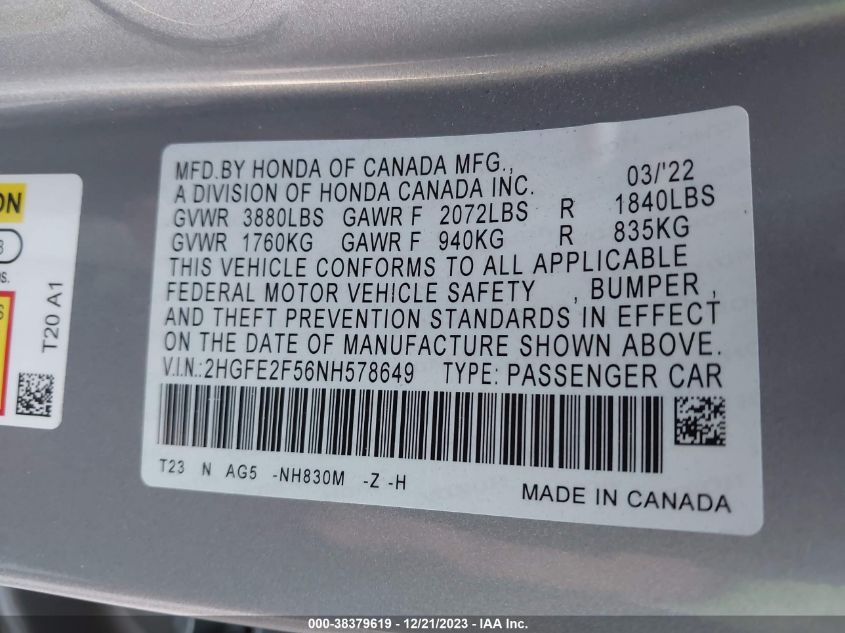 MFD.BY HONDA OF CANADA MFG., 03/'22
A DIVISION OF HONDA CANADA INC.
GVWR 3880LBS GAWR F 2072LBS R 1840LBS
GVWR 1760KG GAWR F 940KG R 835KG
THIS VEHICLE CONFORMS TO ALL APPLICABLE
FEDERAL MOTOR VEHICLE SAFETY , BUMPER ,
AND THEFT PREVENTION STANDARDS IN EFFECT
ON THE DATE OF MANUFACTURE SHOWN ABOVE.
V.I.N.:2HGFE2F56NH578649 TYPE: PASSENGER CAR
T23 N AG5 -NH830M -Z -H
MADE IN CANADA
T20 A1
000-38379619 • 12/21/2023 • IAA Inc.